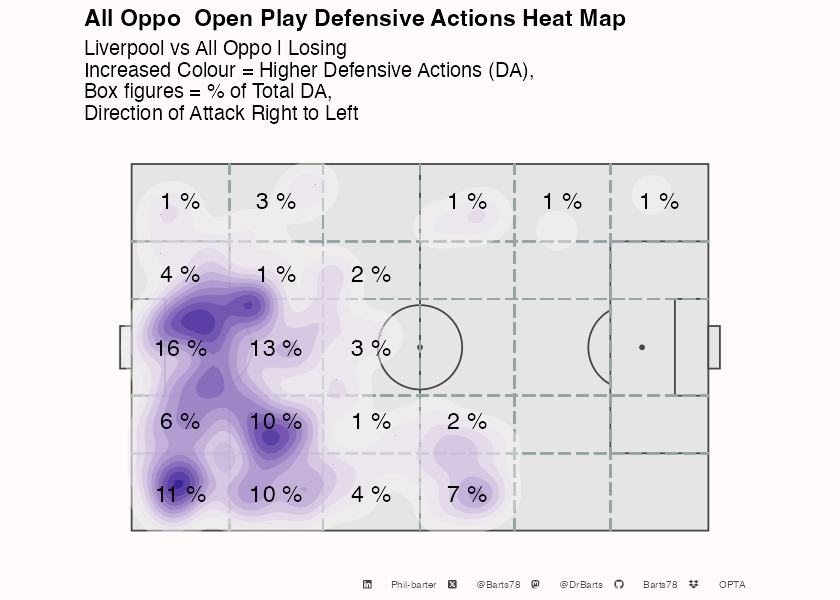 All Oppo  Open Play Defensive Actions Heat Map
Liverpool vs All Oppo | Losing
Increased Colour = Higher Defensive Actions (DA),
Box figures = % of Total DA,
Direction of Attack Right to Left
1 % 3 % 1 % 1 % 1 %
4 % 1 % 2 %
16 % 13 % 3 %
6 % 10 % 1 % 2 %
11 % 10 % 4 % 7 %
Phil-barter @Barts78 @DrBarts Barts78 OPTA